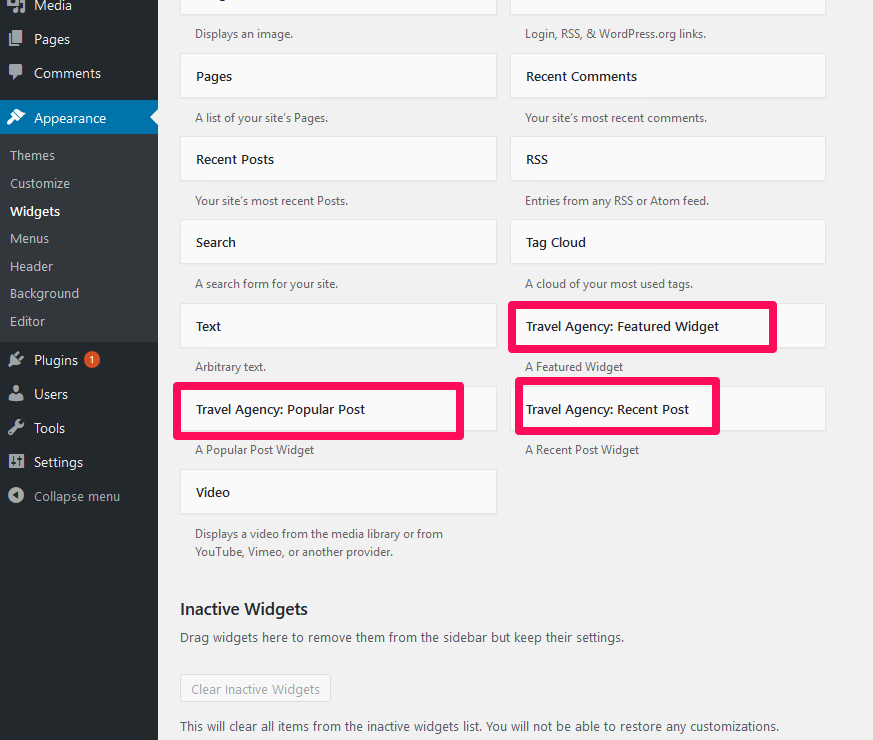 Media
Pages
Comments
Appearance
Themes
Customize
Widgets
Menus
Header
Background
Editor
Plugins 1
Users
Tools
Settings
Collapse menu
Displays an image.
Login, RSS, & WordPress.org links.
Pages
Recent Comments
A list of your site's Pages.
Your site's most recent comments.
Recent Posts
RSS
Your site's most recent Posts.
Entries from any RSS or Atom feed.
Search
Tag Cloud
A search form for your site.
A cloud of your most used tags.
Text
Travel Agency: Featured Widget
Arbitrary text.
A Featured Widget
Travel Agency: Popular Post
Travel Agency: Recent Post
A Popular Post Widget
A Recent Post Widget
Video
Displays a video from the media library or from
YouTube, Vimeo, or another provider.
Inactive Widgets
Drag widgets here to remove them from the sidebar but keep their settings.
Clear Inactive Widgets
This will clear all items from the inactive widgets list. You will not be able to restore any customizations.